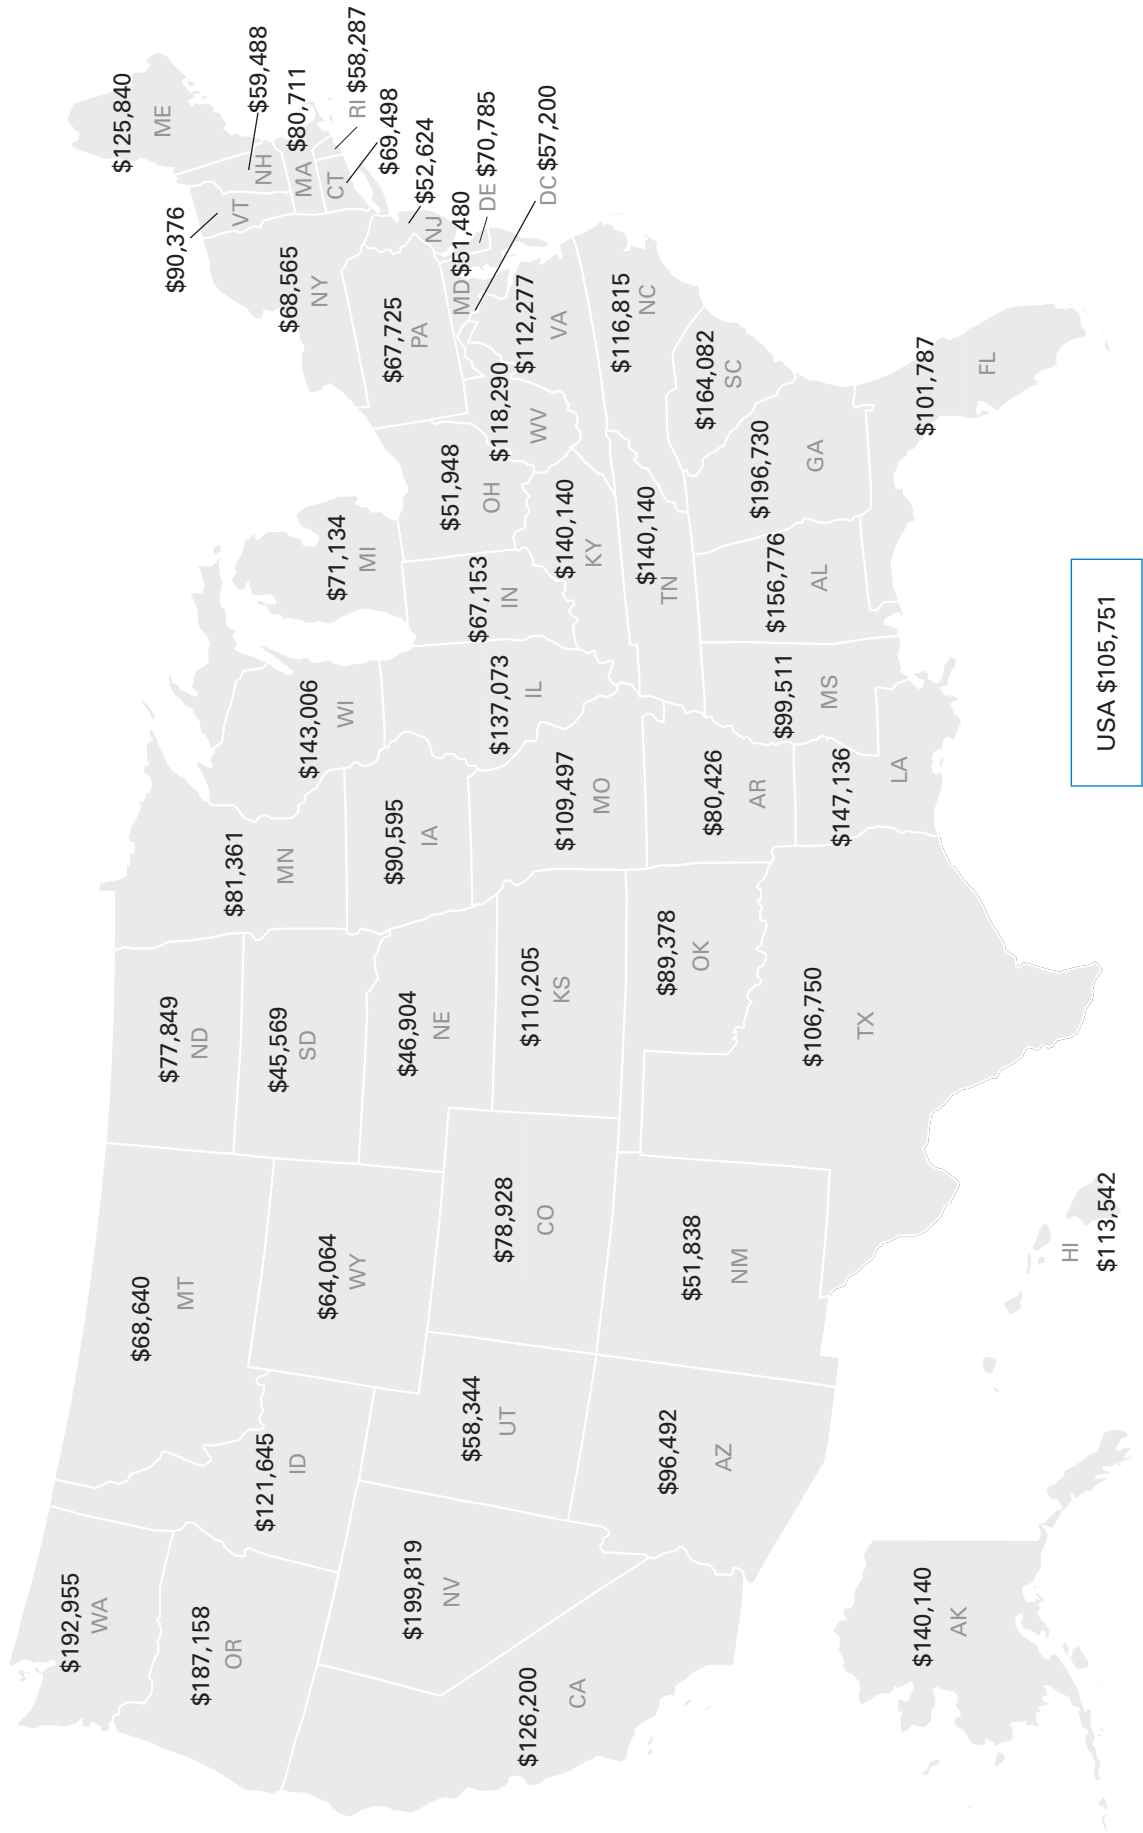 $192,955
WA
$187,158
OR
$126,200
CA
$199,819
NV
$121,645
ID
$68,640
MT
$64,064
WY
$58,344
UT
$96,492
AZ
$78,928
CO
$51,838
NM
$77,849
ND
$45,569
SD
$46,904
NE
$110,205
KS
$89,378
OK
$106,750
TX
$81,361
MN
$90,595
IA
$109,497
MO
$80,426
AR
$147,136
LA
$143,006
WI
$137,073
IL
$99,511
MS
$71,134
MI
$67,153
IN
$51,948
OH
$140,140
KY
$140,140
TN
$156,776
AL
$196,730
GA
$101,787
FL
$164,082
SC
$116,815
NC
$112,277
VA
$118,290
WV
$67,725
PA
$68,565
NY
$90,376
VT
$125,840
ME
NH
$59,488
MA $80,711
RI $58,287
CT
$69,498
NJ
$52,624
MD $51,480
DE $70,785
DC $57,200
$140,140
AK
HI
$113,542
USA $105,751